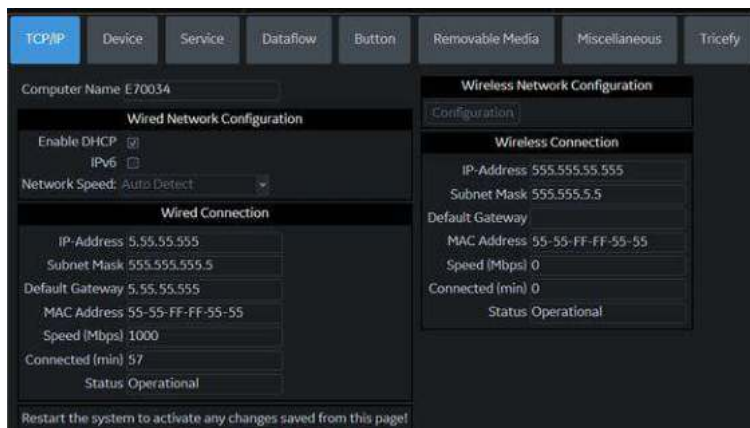 TCP/IP Device Service Dataflow Button Removable Media Miscellaneous Tricefy
Computer Name E70034
Wired Network Configuration
Enable DHCP
IPv6
Network Speed: Auto Detect
Wired Connection
IP-Address 5.55.55.555
Subnet Mask 555.555.555.5
Default Gateway 5.55.55.555
MAC Address 55-55-FF-FF-55-55
Speed (Mbps) 1000
Connected (min) 57
Status Operational
Restart the system to activate any changes saved from this page!
Wireless Network Configuration
Configuration
Wireless Connection
IP-Address 555.555.55.555
Subnet Mask 555.555.5.5
Default Gateway
MAC Address 55-55-FF-FF-55-55
Speed (Mbps) 0
Connected (min) 0
Status Operational